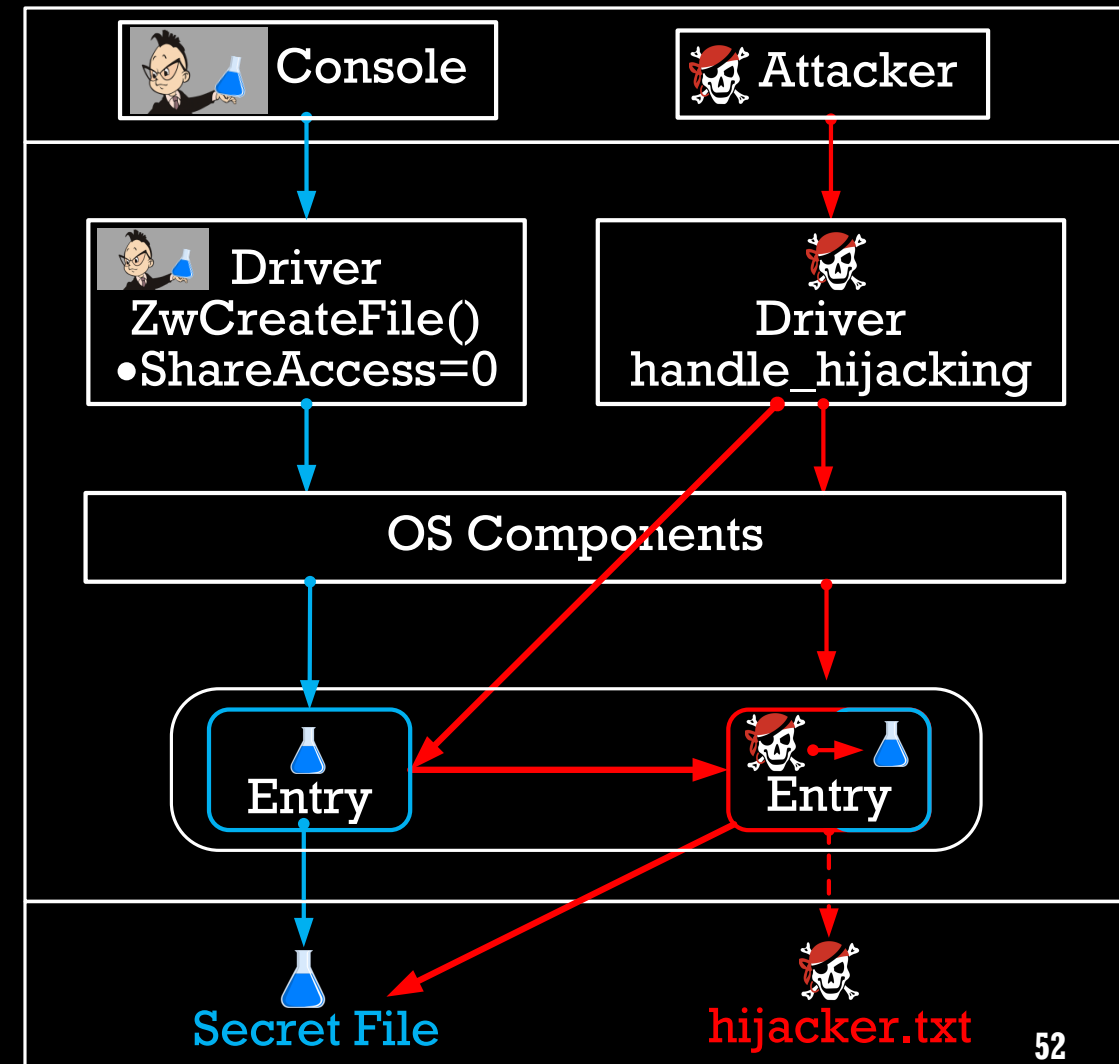 Console
Attacker
Driver
ZwCreateFile()
●ShareAccess=0
Driver
handle_hijacking
OS Components
Entry
Entry
Secret File
hijacker.txt
52